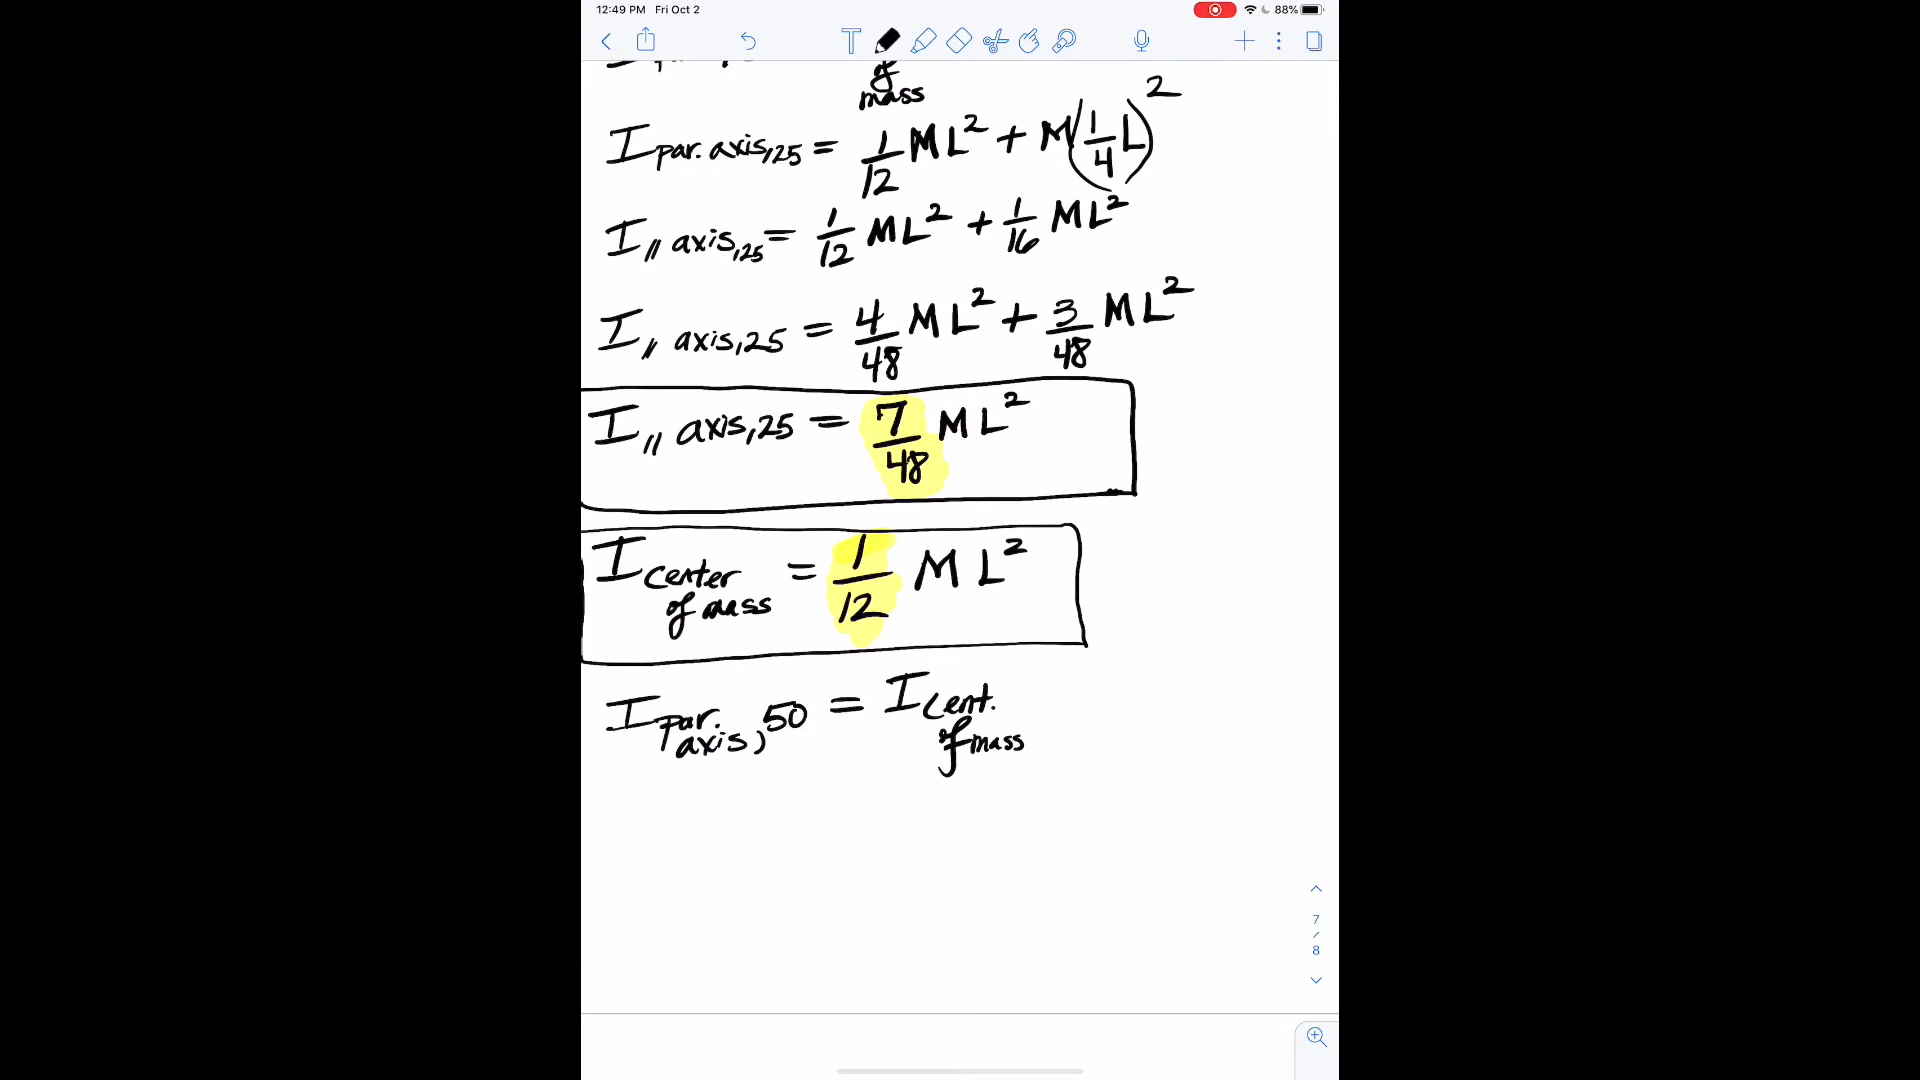 12:49 PM Fri Oct 2 88%
T
of
mass
I par. axis,25 = 1/12 ML² + M(1/4 L)²
I // axis,25 = 1/12 ML² + 1/16 ML²
I // axis,25 = 4/48 ML² + 3/48 ML²
I // axis,25 = 7/48 ML²
I center of mass = 1/12 ML²
I par. axis, 50 = I cent. of mass
7
/
8